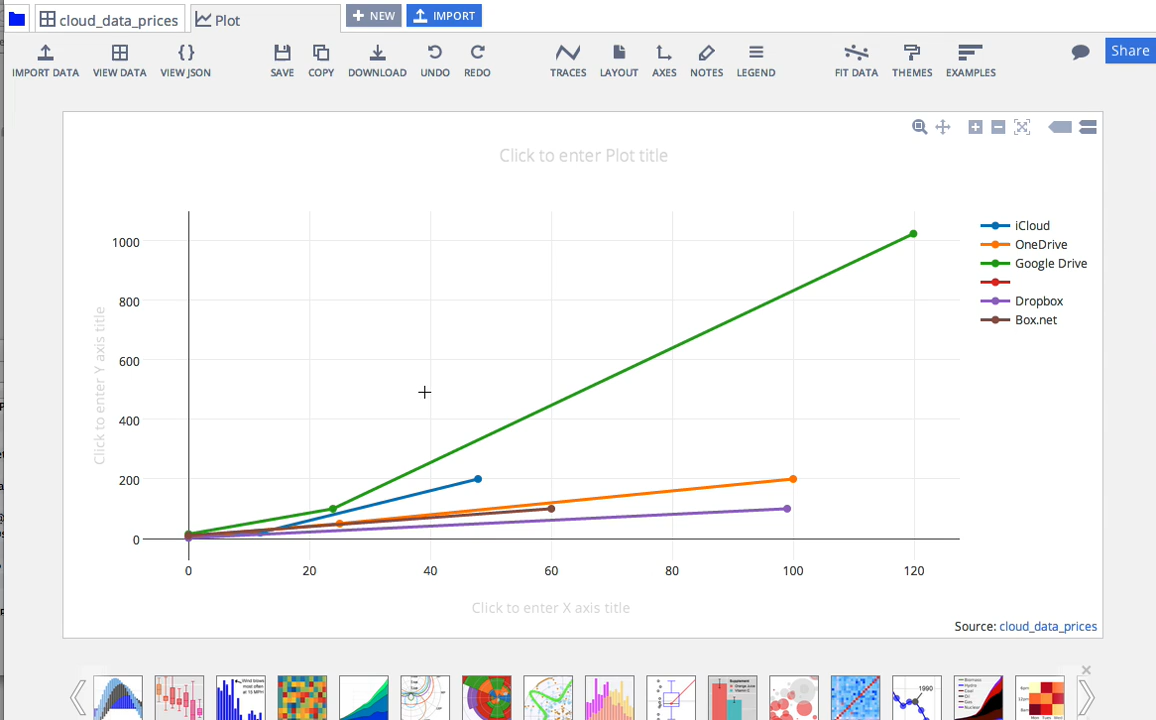 cloud_data_prices Plot NEW IMPORT
IMPORT DATA VIEW DATA VIEW JSON SAVE COPY DOWNLOAD UNDO REDO TRACES LAYOUT AXES NOTES LEGEND FIT DATA THEMES EXAMPLES Share
Click to enter Plot title
Click to enter Y axis title
1000
800
600
400
200
0
0 20 40 60 80 100 120
Click to enter X axis title
iCloud
OneDrive
Google Drive
Dropbox
Box.net
Source: cloud_data_prices
1990